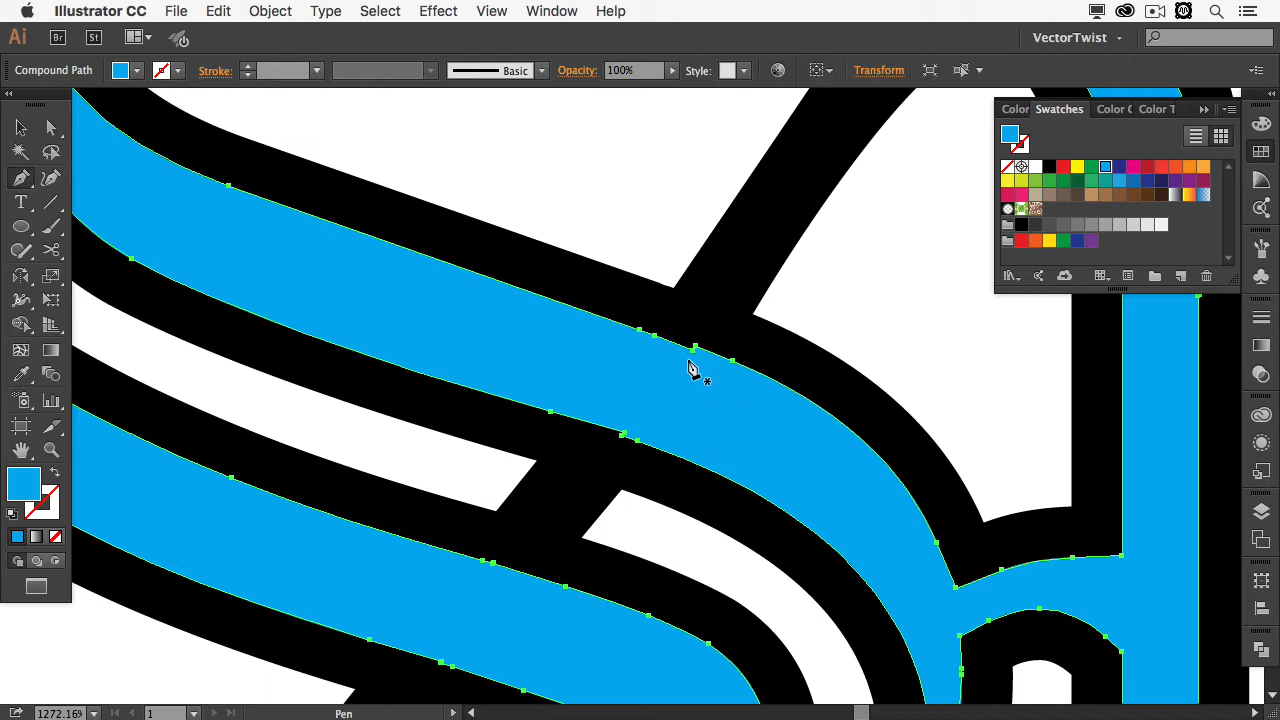 Illustrator CC File Edit Object Type Select Effect View Window Help
Ai Br St VectorTwist
Compound Path Stroke: Basic Opacity: 100% Style: Transform
Color Swatches Color C Color T
T
1272.169 1 Pen